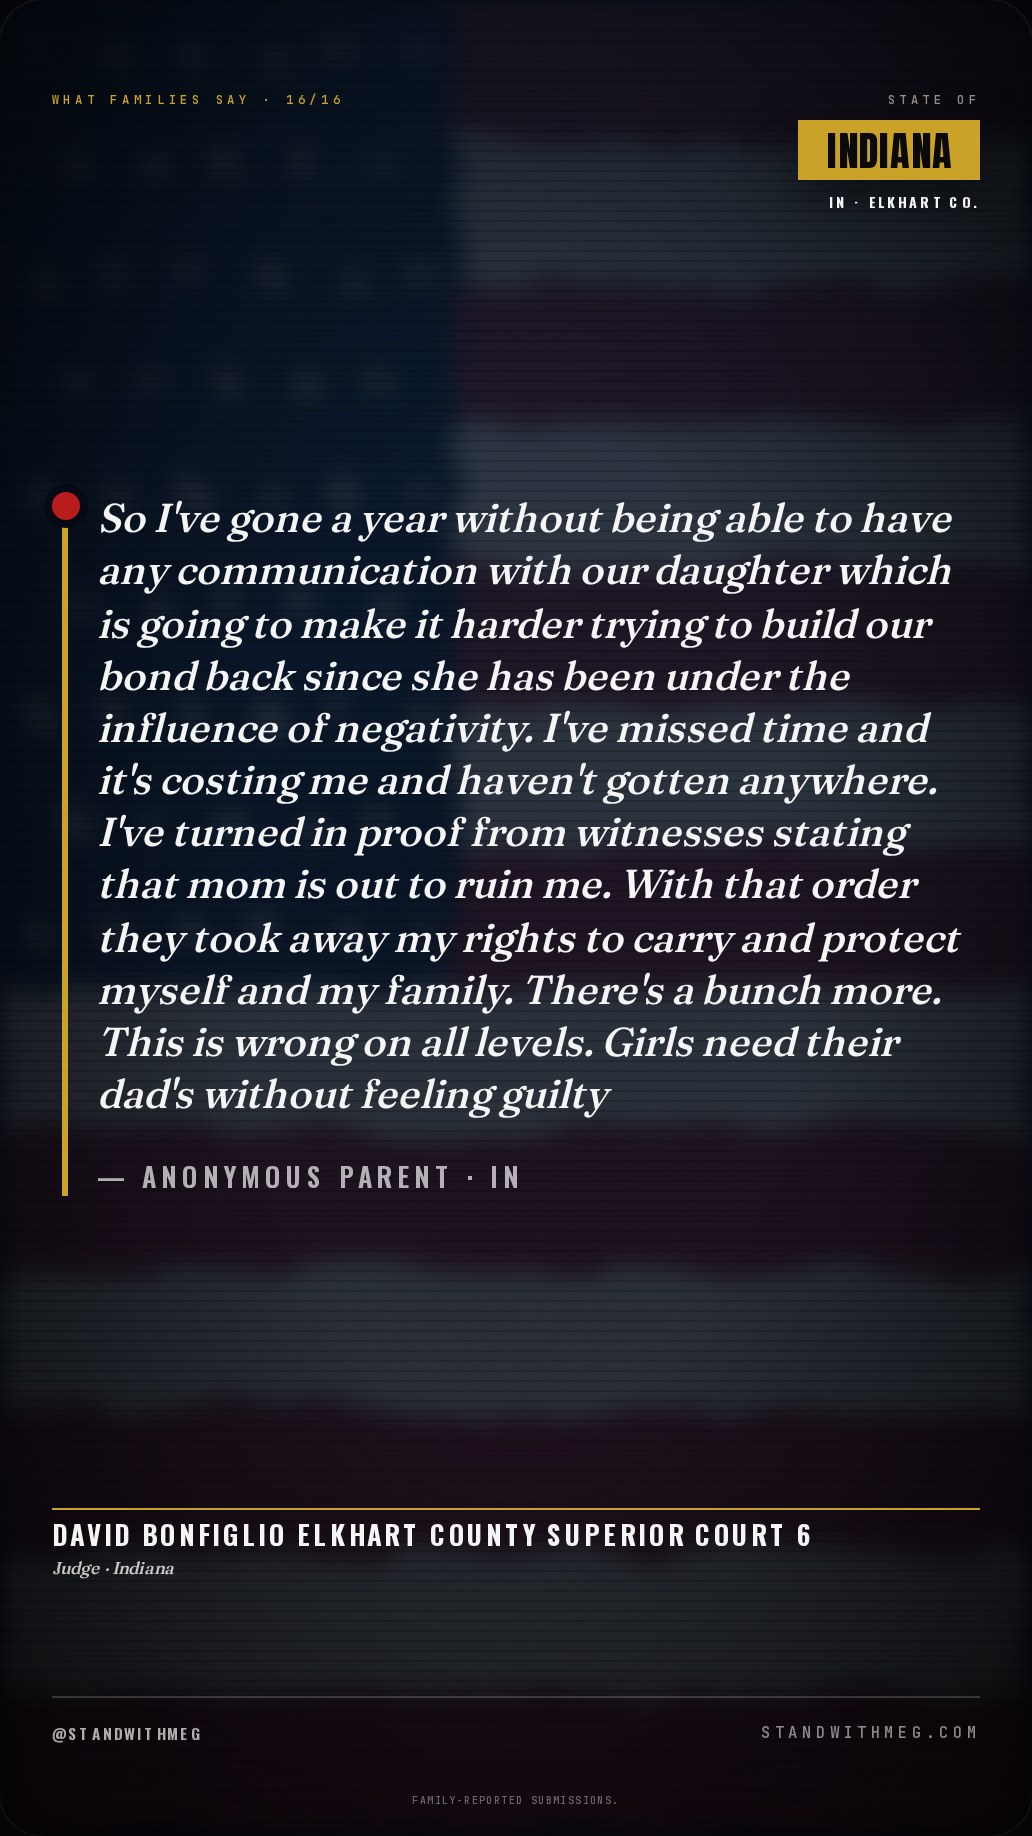 WHAT FAMILIES SAY · 16/16
STATE OF
INDIANA
IN · ELKHART CO.
So I've gone a year without being able to have
any communication with our daughter which
is going to make it harder trying to build our
bond back since she has been under the
influence of negativity. I've missed time and
it's costing me and haven't gotten anywhere.
I've turned in proof from witnesses stating
that mom is out to ruin me. With that order
they took away my rights to carry and protect
myself and my family. There's a bunch more.
This is wrong on all levels. Girls need their
dad's without feeling guilty
— ANONYMOUS PARENT · IN
DAVID BONFIGLIO ELKHART COUNTY SUPERIOR COURT 6
Judge · Indiana
@STANDWITHMEG
STANDWITHMEG.COM
FAMILY-REPORTED SUBMISSIONS.